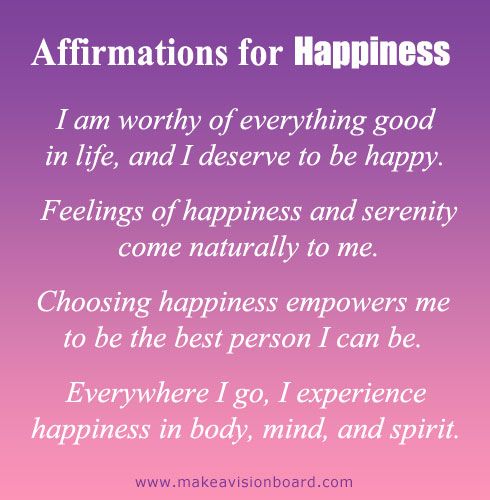 Affirmations for Happiness
I am worthy of everything good
in life, and I deserve to be happy.
Feelings of happiness and serenity
come naturally to me.
Choosing happiness empowers me
to be the best person I can be.
Everywhere I go, I experience
happiness in body, mind, and spirit.
www.makeavisionboard.com